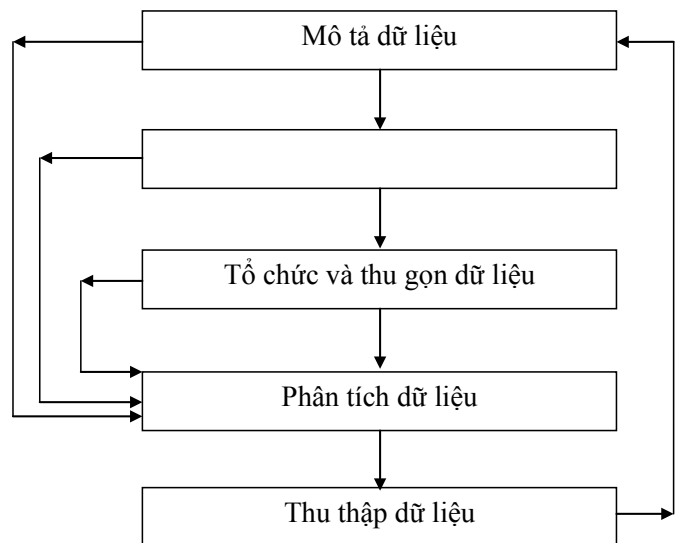 Mô tả dữ liệu
Tổ chức và thu gọn dữ liệu
Phân tích dữ liệu
Thu thập dữ liệu